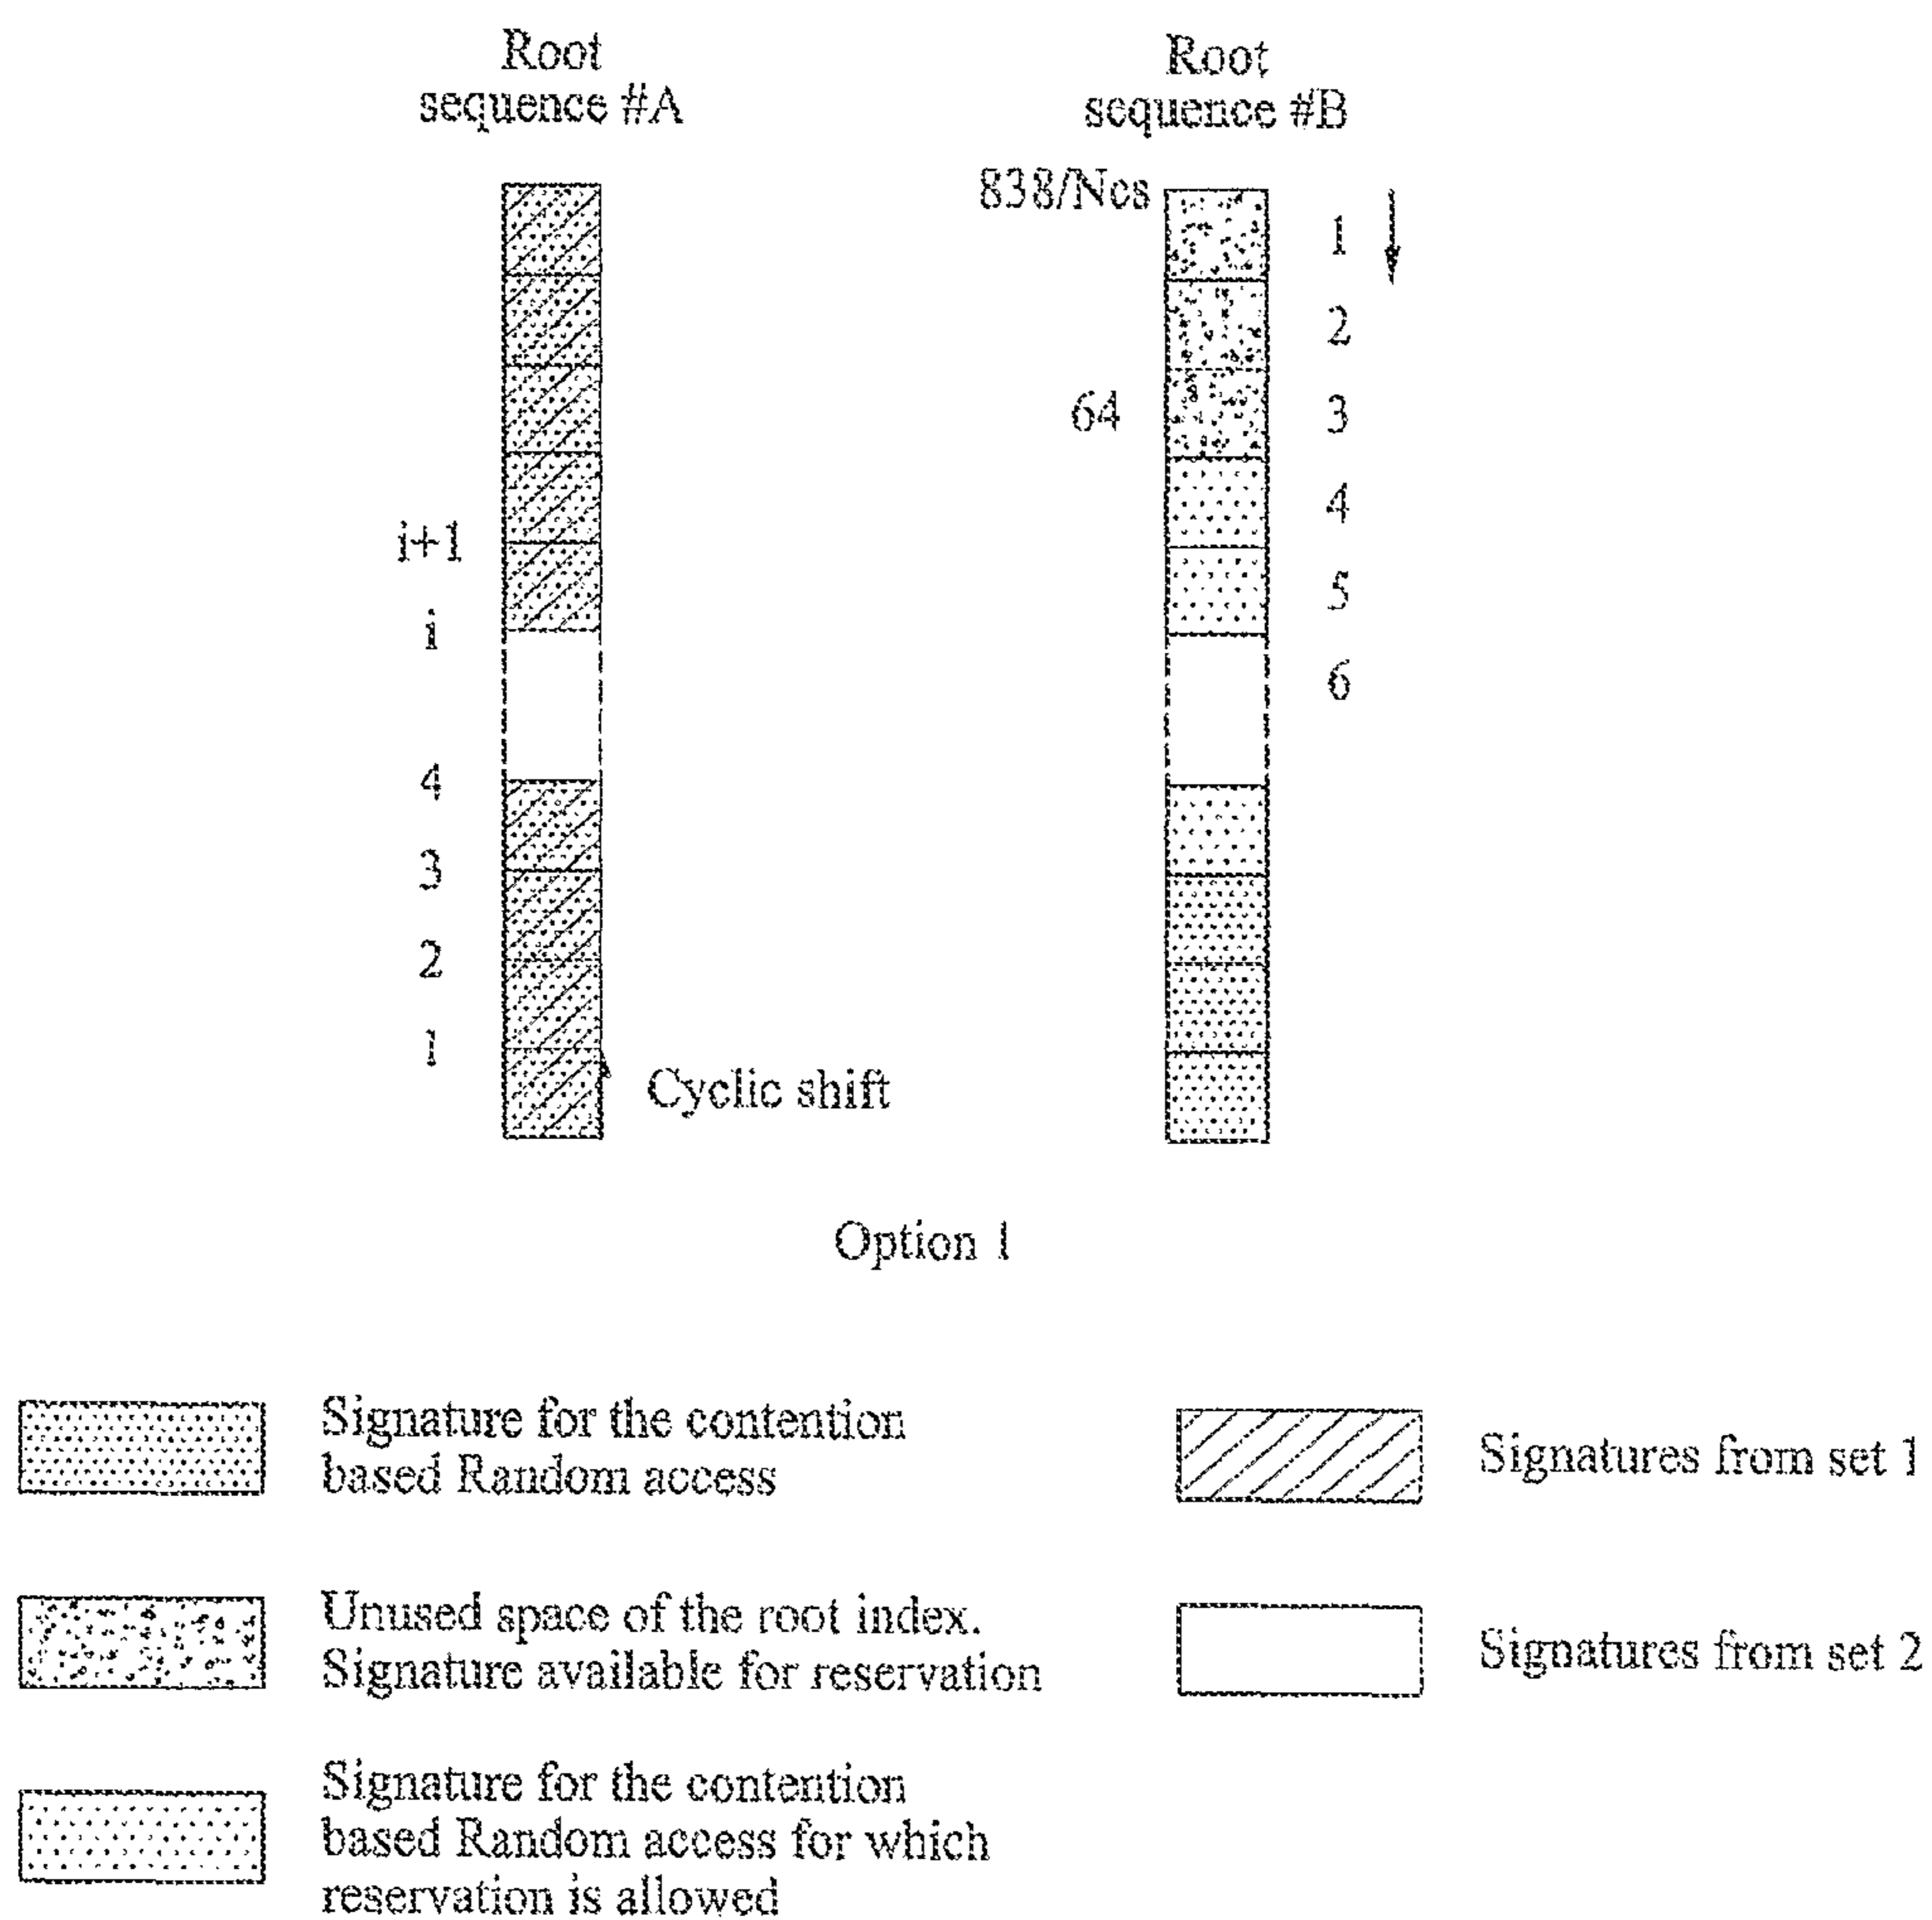 Root
sequence #A
Root
sequence #B
838/Ncs
1
2
64
3
4
i+1
5
i
6
4
3
2
1
Cyclic shift
Option 1
Signature for the contention
based Random access
Signatures from set 1
Unused space of the root index.
Signature available for reservation
Signatures from set 2
Signature for the contention
based Random access for which
reservation is allowed